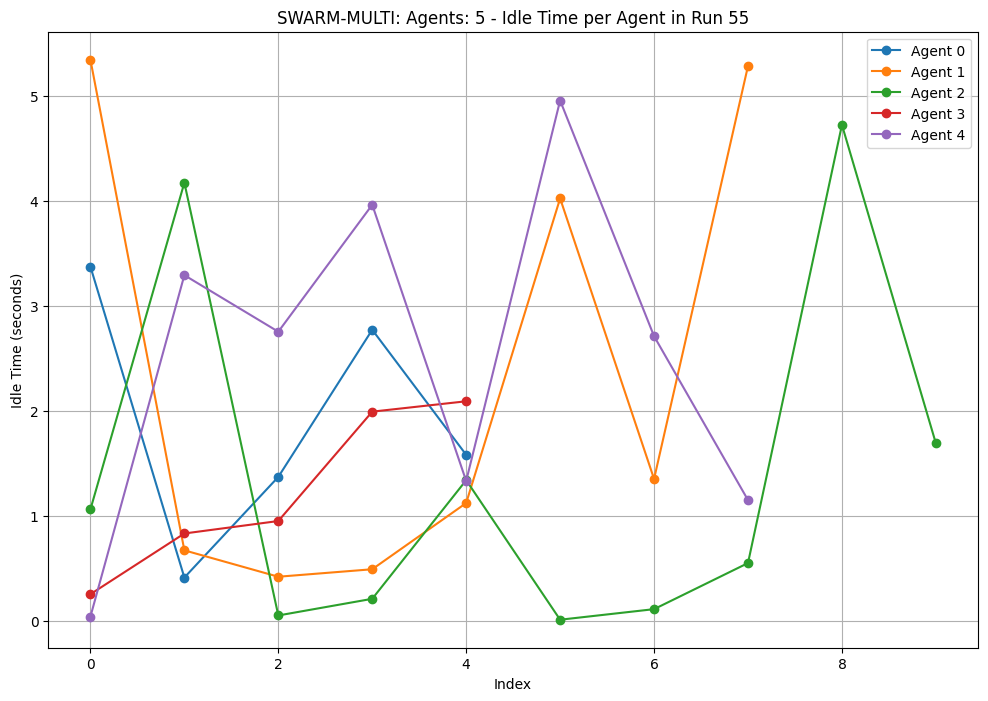 SWARM-MULTI: Agents: 5 - Idle Time per Agent in Run 55
Agent 0
Agent 1
Agent 2
Agent 3
Agent 4
Idle Time (seconds)
5
4
3
2
1
0
0 2 4 6 8
Index